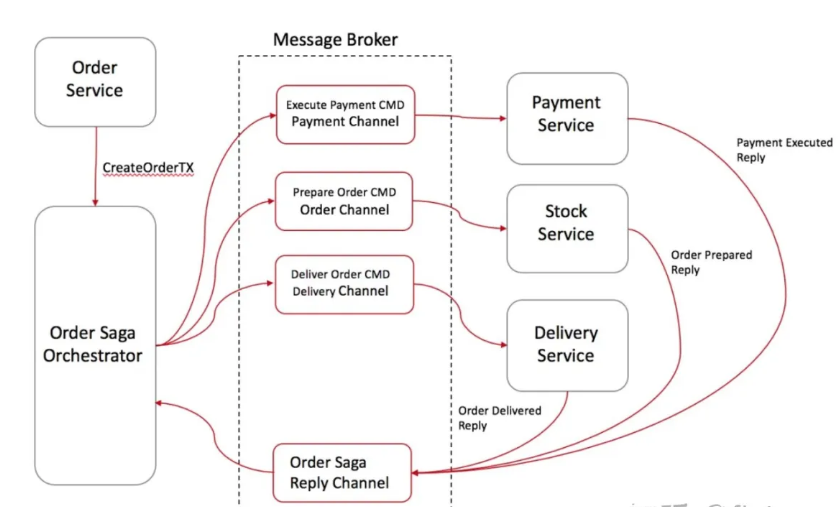 Message Broker
Order
Service
CreateOrderTX
Execute Payment CMD
Payment Channel
Payment
Service
Payment Executed
Reply
Prepare Order CMD
Order Channel
Stock
Service
Order Prepared
Reply
Deliver Order CMD
Delivery Channel
Order Saga
Orchestrator
Delivery
Service
Order Delivered
Reply
Order Saga
Reply Channel